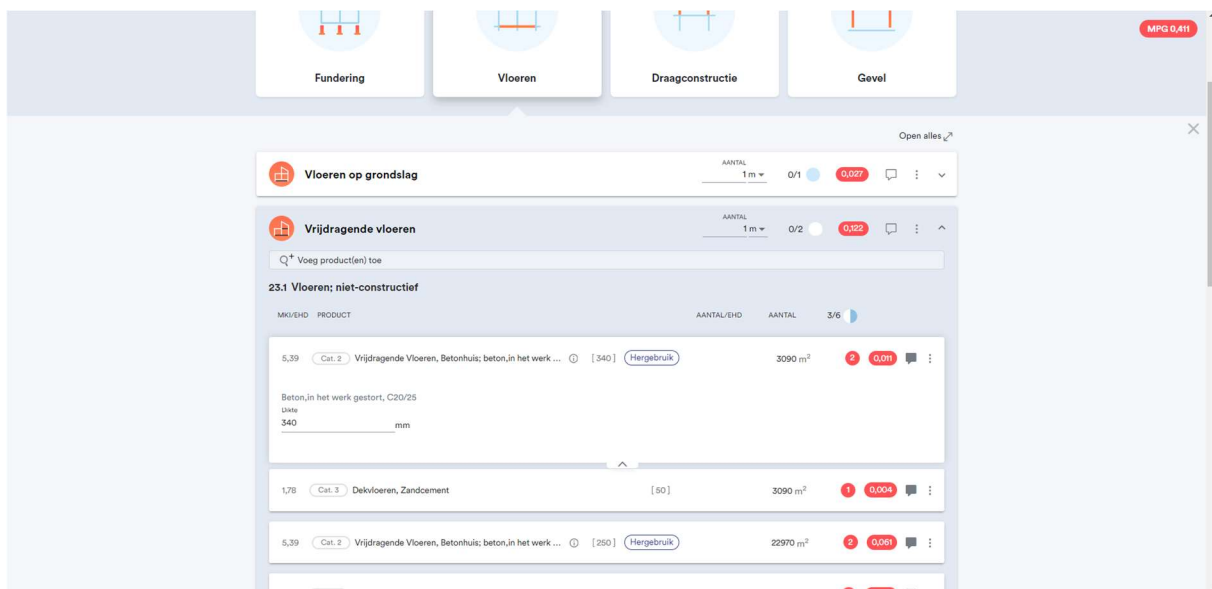 MPG 0,411
Fundering
Vloeren
Draagconstructie
Gevel
Open alles
Vloeren op grondslag
AANTAL
1 m
0/1
0,027
Vrijdragende vloeren
AANTAL
1 m
0/2
0,122
Voeg product(en) toe
23.1 Vloeren; niet-constructief
MKI/EHD PRODUCT AANTAL/EHD AANTAL 3/6
5,39 Cat. 2 Vrijdragende Vloeren, Betonhuis; beton,in het werk ... [340] Hergebruik 3090 m² 2 0,011
Beton,in het werk gestort, C20/25
Dikte
340 mm
1,78 Cat. 3 Dekvloeren, Zandcement [50] 3090 m² 1 0,004
5,39 Cat. 2 Vrijdragende Vloeren, Betonhuis; beton,in het werk ... [250] Hergebruik 22970 m² 2 0,061